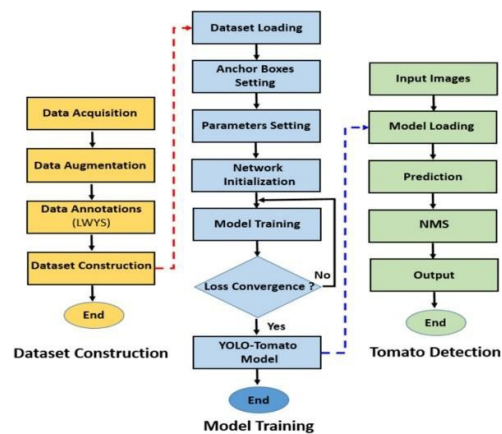 Data Acquisition
Data Augmentation
Data Annotations
(LWYS)
Dataset Construction
End
Dataset Construction
Dataset Loading
Anchor Boxes
Setting
Parameters Setting
Network
Initialization
Model Training
Loss Convergence ?
No
Yes
YOLO-Tomato
Model
End
Model Training
Input Images
Model Loading
Prediction
NMS
Output
End
Tomato Detection